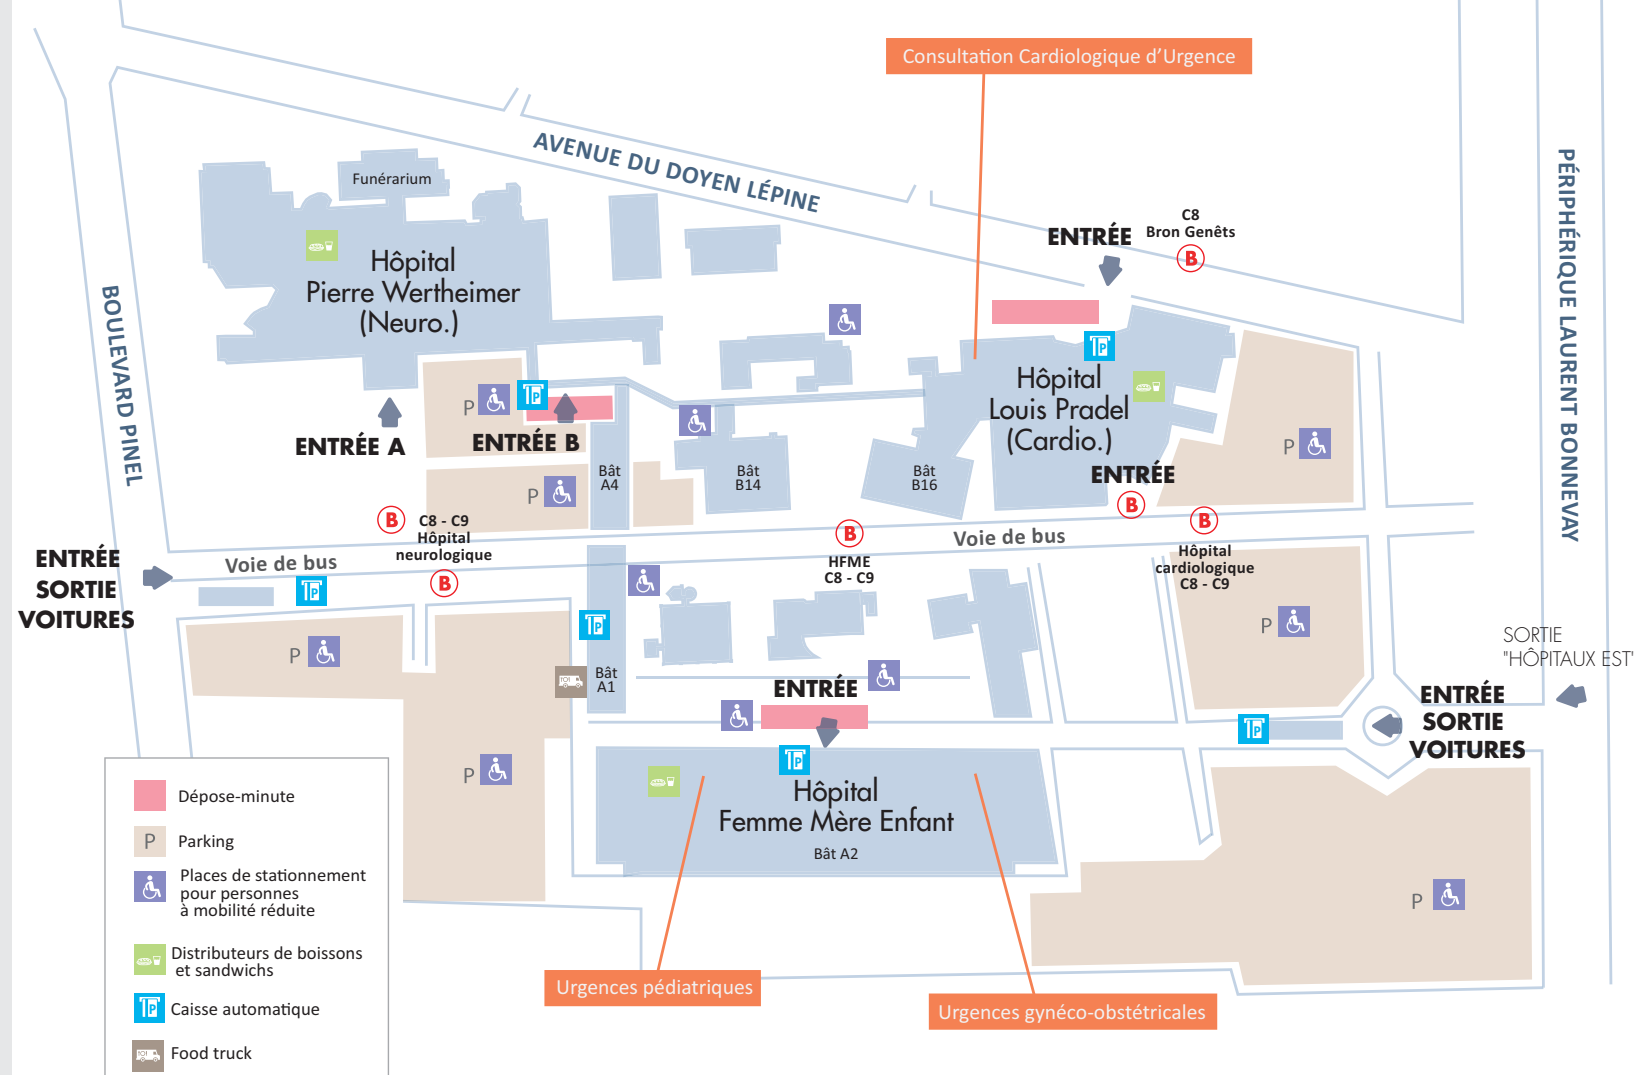 Consultation Cardiologique d'Urgence
AVENUE DU DOYEN LÉPINE
PÉRIPHÉRIQUE LAURENT BONNEVAY
BOULEVARD PINEL
Funérarium
C8
Bron Genêts
B
ENTRÉE
Hôpital
Pierre Wertheimer
(Neuro.)
P
Hôpital
Louis Pradel
(Cardio.)
P
P
ENTRÉE A
ENTRÉE B
P
Bât
A4
Bât
B14
Bât
B16
ENTRÉE
P
B
B
C8 - C9
Hôpital
neurologique
B
B
HFME
C8 - C9
Voie de bus
B
Hôpital
cardiologique
C8 - C9
ENTRÉE
SORTIE
VOITURES
Voie de bus
P
P
P
P
Bât
A1
SORTIE
"HÔPITAUX EST"
ENTRÉE
ENTRÉE
SORTIE
VOITURES
P
P
P
Hôpital
Femme Mère Enfant
Bât A2
P
Urgences pédiatriques
Urgences gynéco-obstétricales
Dépose-minute
P
Parking
Places de stationnement
pour personnes
à mobilité réduite
Distributeurs de boissons
et sandwichs
P
Caisse automatique
Food truck